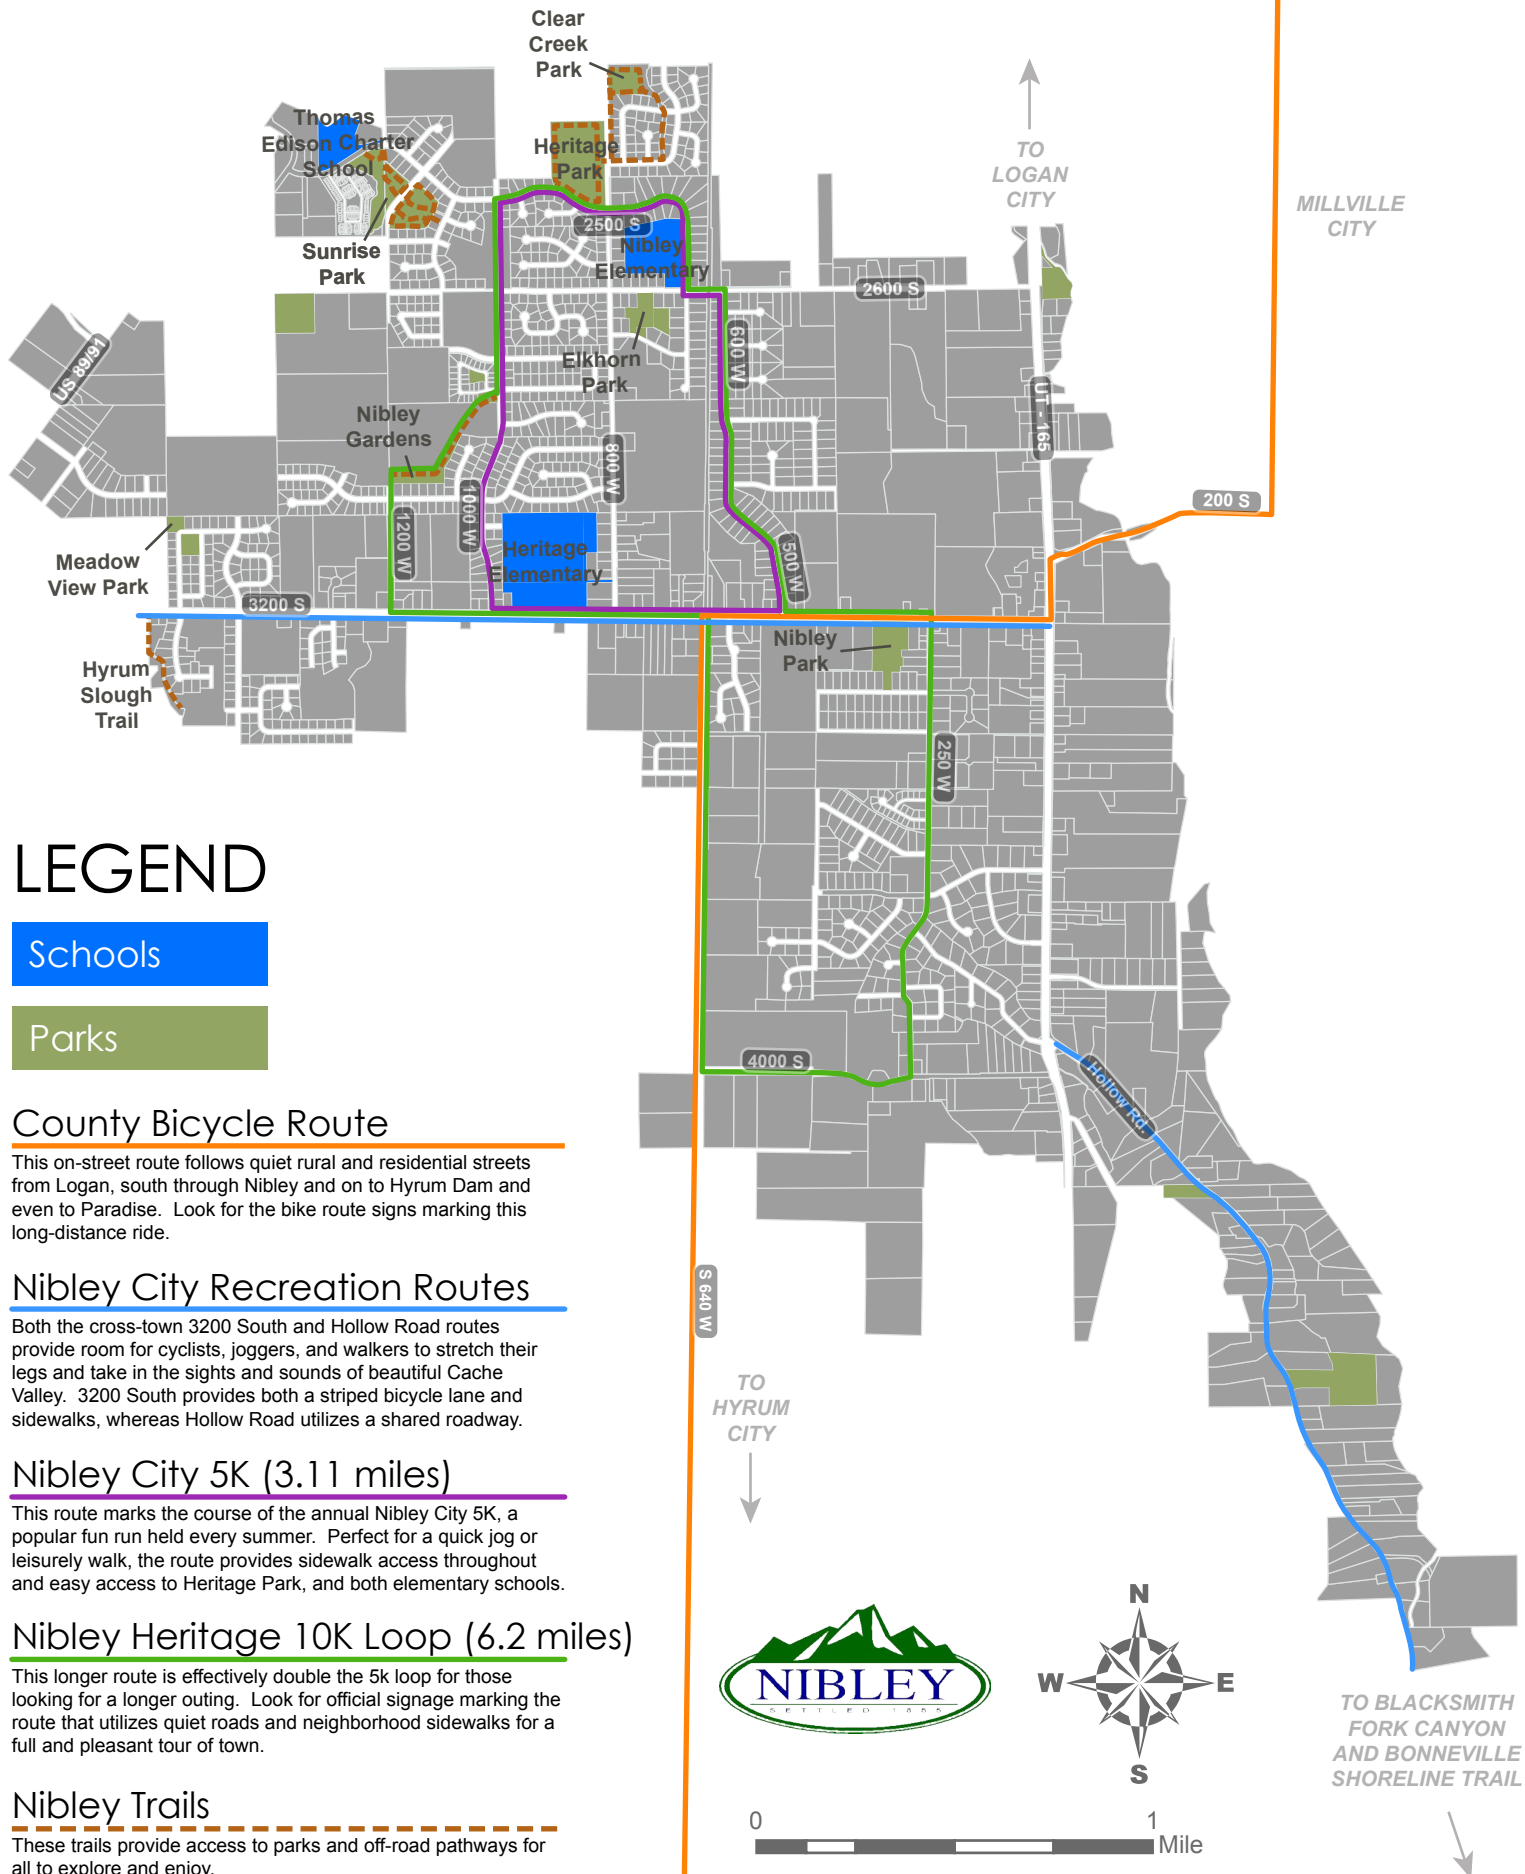 Clear
Creek
Park
Thomas
Edison Charter
School
Heritage
Park
TO
LOGAN
CITY
MILLVILLE
CITY
2500 S
Nibley
Elementary
Sunrise
Park
2600 S
US 89/91
600 W
Elkhorn
Park
UT - 165
Nibley
Gardens
800 W
1000 W
1200 W
200 S
Heritage
Elementary
500 W
Meadow
View Park
3200 S
Nibley
Park
Hyrum
Slough
Trail
250 W
4000 S
Hollow Rd.
S 640 W
TO
HYRUM
CITY
LEGEND
Schools
Parks
County Bicycle Route
This on-street route follows quiet rural and residential streets
from Logan, south through Nibley and on to Hyrum Dam and
even to Paradise. Look for the bike route signs marking this
long-distance ride.
Nibley City Recreation Routes
Both the cross-town 3200 South and Hollow Road routes
provide room for cyclists, joggers, and walkers to stretch their
legs and take in the sights and sounds of beautiful Cache
Valley. 3200 South provides both a striped bicycle lane and
sidewalks, whereas Hollow Road utilizes a shared roadway.
Nibley City 5K (3.11 miles)
This route marks the course of the annual Nibley City 5K, a
popular fun run held every summer. Perfect for a quick jog or
leisurely walk, the route provides sidewalk access throughout
and easy access to Heritage Park, and both elementary schools.
Nibley Heritage 10K Loop (6.2 miles)
This longer route is effectively double the 5k loop for those
looking for a longer outing. Look for official signage marking the
route that utilizes quiet roads and neighborhood sidewalks for a
full and pleasant tour of town.
Nibley Trails
These trails provide access to parks and off-road pathways for
all to explore and enjoy.
NIBLEY
SETTLED 1885
N
W
E
S
0
1
Mile
TO BLACKSMITH
FORK CANYON
AND BONNEVILLE
SHORELINE TRAIL